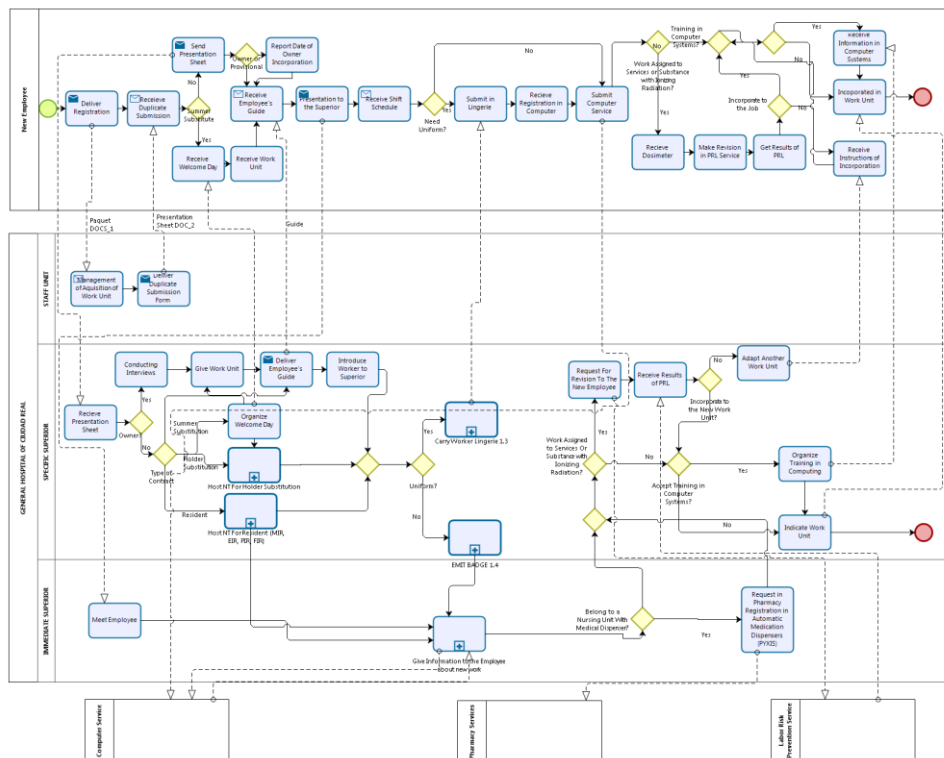 New Employee
Deliver
Registration
Receieve
Duplicate
Submission
Send
Presentation
Sheet
Owner or
Provisional
Report Date of
Owner
Incorporation
No
Summer
Substitute
Yes
Receive
Welcome Day
Receive Work
Unit
Receive
Employee's
Guide
Presentation to
the Superior
Receive Shift
Schedule
No
Yes
Need
Uniform?
Submit in
Lingerie
Recieve
Registration in
Computer
Submit
Computer
Service
Training in
Computer
Systems?
No
Work Assigned to
Services or Substance
with Ionizing
Radiation?
Yes
Recieve
Dosimeter
Make Revision
in PRL Service
Get Results of
PRL
Yes
Incorporate to
the Job
No
Yes
No
Receive
Information in
Computer
Systems
Incoporated in
Work Unit
Receive
Instructions of
Incorporation
Paquet
DOCS_1
Presentation
Sheet DOC_2
Guide
GENERAL HOSPITAL OF CIUDAD REAL
STAFF UNIT
Management
of Aquisition of
Work Unit
Deliver
Duplicate
Submission
Form
SPECIFIC SUPERIOR
Recieve
Presentation
Sheet
Owner?
Yes
No
Conducting
Interviews
Give Work Unit
Deliver
Employee's
Guide
Introduce
Worker to
Superior
Type of
Contract
Summer
Substitution
Organize
Welcome Day
Holder
Substitution
Host NT For Holder Substitution
Resident
Host NT For Resident (MIR,
EIR, PIR, FIR)
Yes
Uniform?
No
Carry Worker Lingerie 1.3
EMIT BADGE 1.4
Request For
Revision To The
New Employee
Receive Results
of PRL
No
Incorporate to
the New Work
Unit?
Adapt Another
Work Unit
Yes
Work Assigned
to Services Or
Substance with
Ionizing
Radiation?
No
Accept Training in
Computer
Systems?
Yes
No
Organize
Training in
Computing
Indicate Work
Unit
IMMEDIATE SUPERIOR
Meet Employee
Give Information to the Employee
about new work
Belong to a
Nursing Unit With
Medical Dispenser?
Yes
Request in
Pharmacy
Registration in
Automatic
Medication
Dispensers
(PYXIS)
Computer Service
Pharmacy Services
Labor Risk
Prevention Service